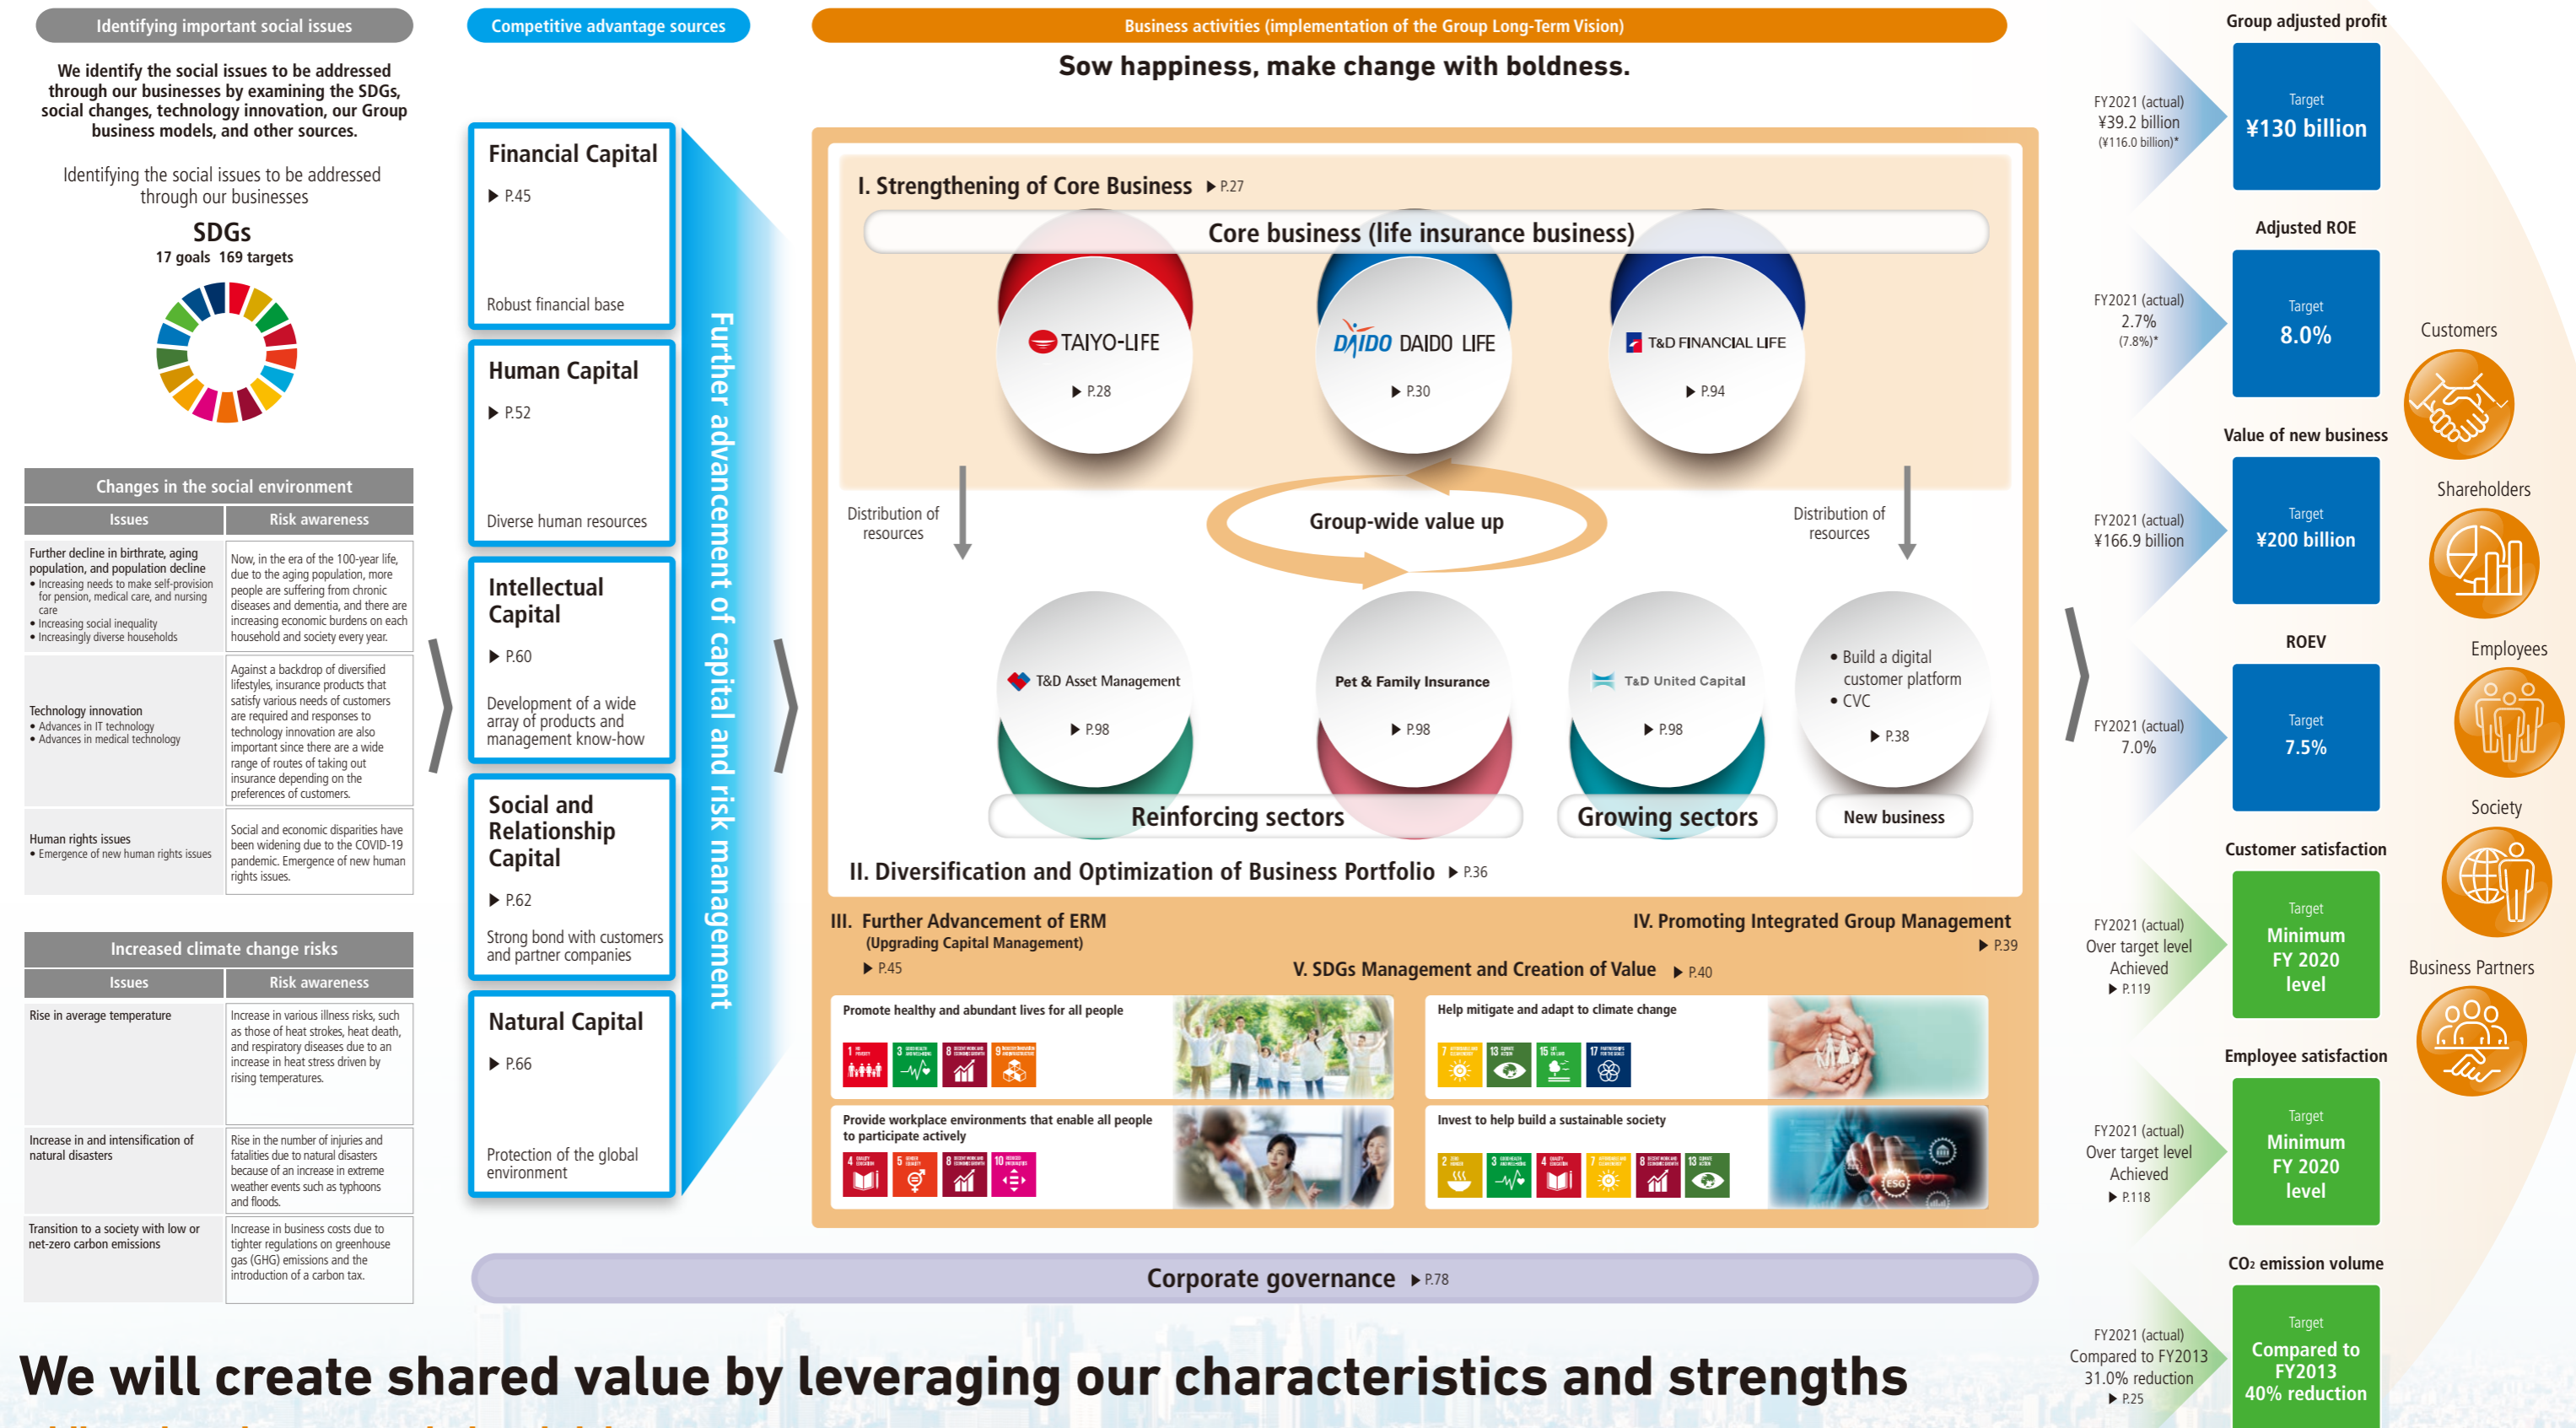 Identifying important social issues
We identify the social issues to be addressed
through our businesses by examining the SDGs,
social changes, technology innovation, our Group
business models, and other sources.
Identifying the social issues to be addressed
through our businesses
SDGs
17 goals 169 targets
Changes in the social environment
Issues
Risk awareness
Further decline in birthrate, aging
population, and population decline
• Increasing needs to make self-provision
for pension, medical care, and nursing
care
• Increasing social inequality
• Increasingly diverse households
Now, in the era of the 100-year life,
due to the aging population, more
people are suffering from chronic
diseases and dementia, and there are
increasing economic burdens on each
household and society every year.
Technology innovation
• Advances in IT technology
• Advances in medical technology
Against a backdrop of diversified
lifestyles, insurance products that
satisfy various needs of customers
are required and responses to
technology innovation are also
important since there are a wide
range of routes of taking out
insurance depending on the
preferences of customers.
Human rights issues
• Emergence of new human rights issues
Social and economic disparities have
been widening due to the COVID-19
pandemic. Emergence of new human
rights issues.
Increased climate change risks
Issues
Risk awareness
Rise in average temperature
Increase in various illness risks, such
as those of heat strokes, heat death,
and respiratory diseases due to an
increase in heat stress driven by
rising temperatures.
Increase in and intensification of
natural disasters
Rise in the number of injuries and
fatalities due to natural disasters
because of an increase in extreme
weather events such as typhoons
and floods.
Transition to a society with low or
net-zero carbon emissions
Increase in business costs due to
tighter regulations on greenhouse
gas (GHG) emissions and the
introduction of a carbon tax.
Competitive advantage sources
Financial Capital
▶ P.45
Robust financial base
Human Capital
▶ P.52
Diverse human resources
Intellectual
Capital
▶ P.60
Development of a wide
array of products and
management know-how
Social and
Relationship
Capital
▶ P.62
Strong bond with customers
and partner companies
Natural Capital
▶ P.66
Protection of the global
environment
Further advancement of capital and risk management
Business activities (implementation of the Group Long-Term Vision)
Sow happiness, make change with boldness.
I. Strengthening of Core Business ▶ P.27
Core business (life insurance business)
TAIYO-LIFE
▶ P.28
DAIDO DAIDO LIFE
▶ P.30
T&D FINANCIAL LIFE
▶ P.94
Distribution of
resources
Group-wide value up
Distribution of
resources
T&D Asset Management
▶ P.98
Pet & Family Insurance
▶ P.98
T&D United Capital
▶ P.98
• Build a digital
customer platform
• CVC
▶ P.38
Reinforcing sectors
Growing sectors
New business
II. Diversification and Optimization of Business Portfolio ▶ P.36
III. Further Advancement of ERM
(Upgrading Capital Management)
▶ P.45
IV. Promoting Integrated Group Management
▶ P.39
V. SDGs Management and Creation of Value ▶ P.40
Promote healthy and abundant lives for all people
1
3
8
9
Help mitigate and adapt to climate change
7
13
15
17
Provide workplace environments that enable all people
to participate actively
4
5
8
10
Invest to help build a sustainable society
2
3
4
7
8
13
ESG
Corporate governance ▶ P.78
Group adjusted profit
FY2021 (actual)
¥39.2 billion
(¥116.0 billion)*
Target
¥130 billion
Adjusted ROE
FY2021 (actual)
2.7%
(7.8%)*
Target
8.0%
Value of new business
FY2021 (actual)
¥166.9 billion
Target
¥200 billion
ROEV
FY2021 (actual)
7.0%
Target
7.5%
Customer satisfaction
FY2021 (actual)
Over target level
Achieved
▶ P.119
Target
Minimum
FY 2020
level
Employee satisfaction
FY2021 (actual)
Over target level
Achieved
▶ P.118
Target
Minimum
FY 2020
level
CO2 emission volume
FY2021 (actual)
Compared to FY2013
31.0% reduction
▶ P.25
Target
Compared to
FY2013
40% reduction
Customers
Shareholders
Employees
Society
Business Partners
We will create shared value by leveraging our characteristics and strengths